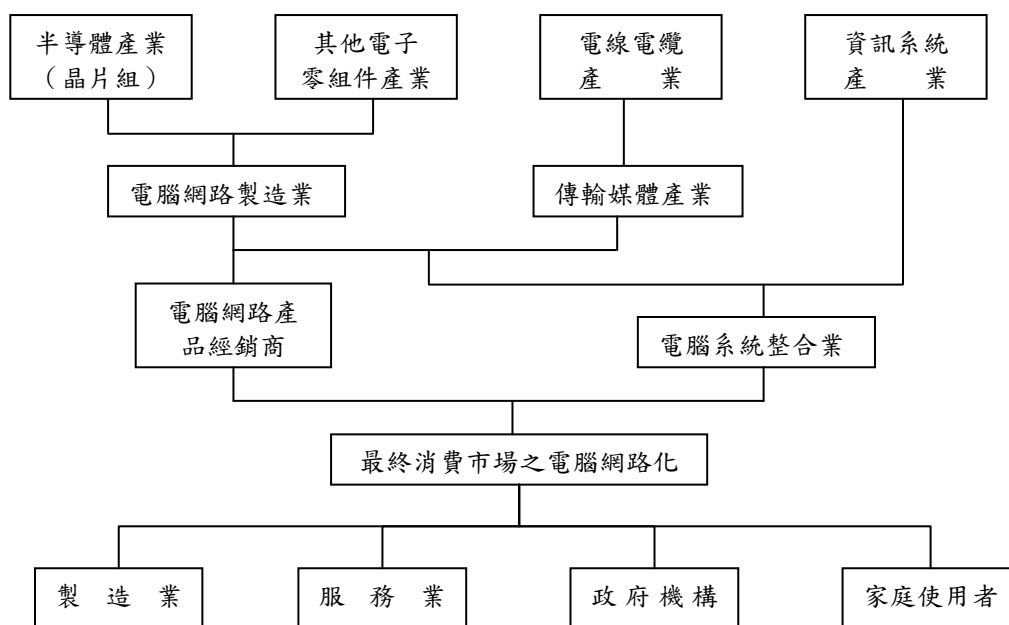 半導體產業
（晶片組）
其他電子
零組件產業
電線電纜
產　　業
資訊系統
產　　業
電腦網路製造業
傳輸媒體產業
電腦網路產
品經銷商
電腦系統整合業
最終消費市場之電腦網路化
製　造　業
服　務　業
政府機構
家庭使用者